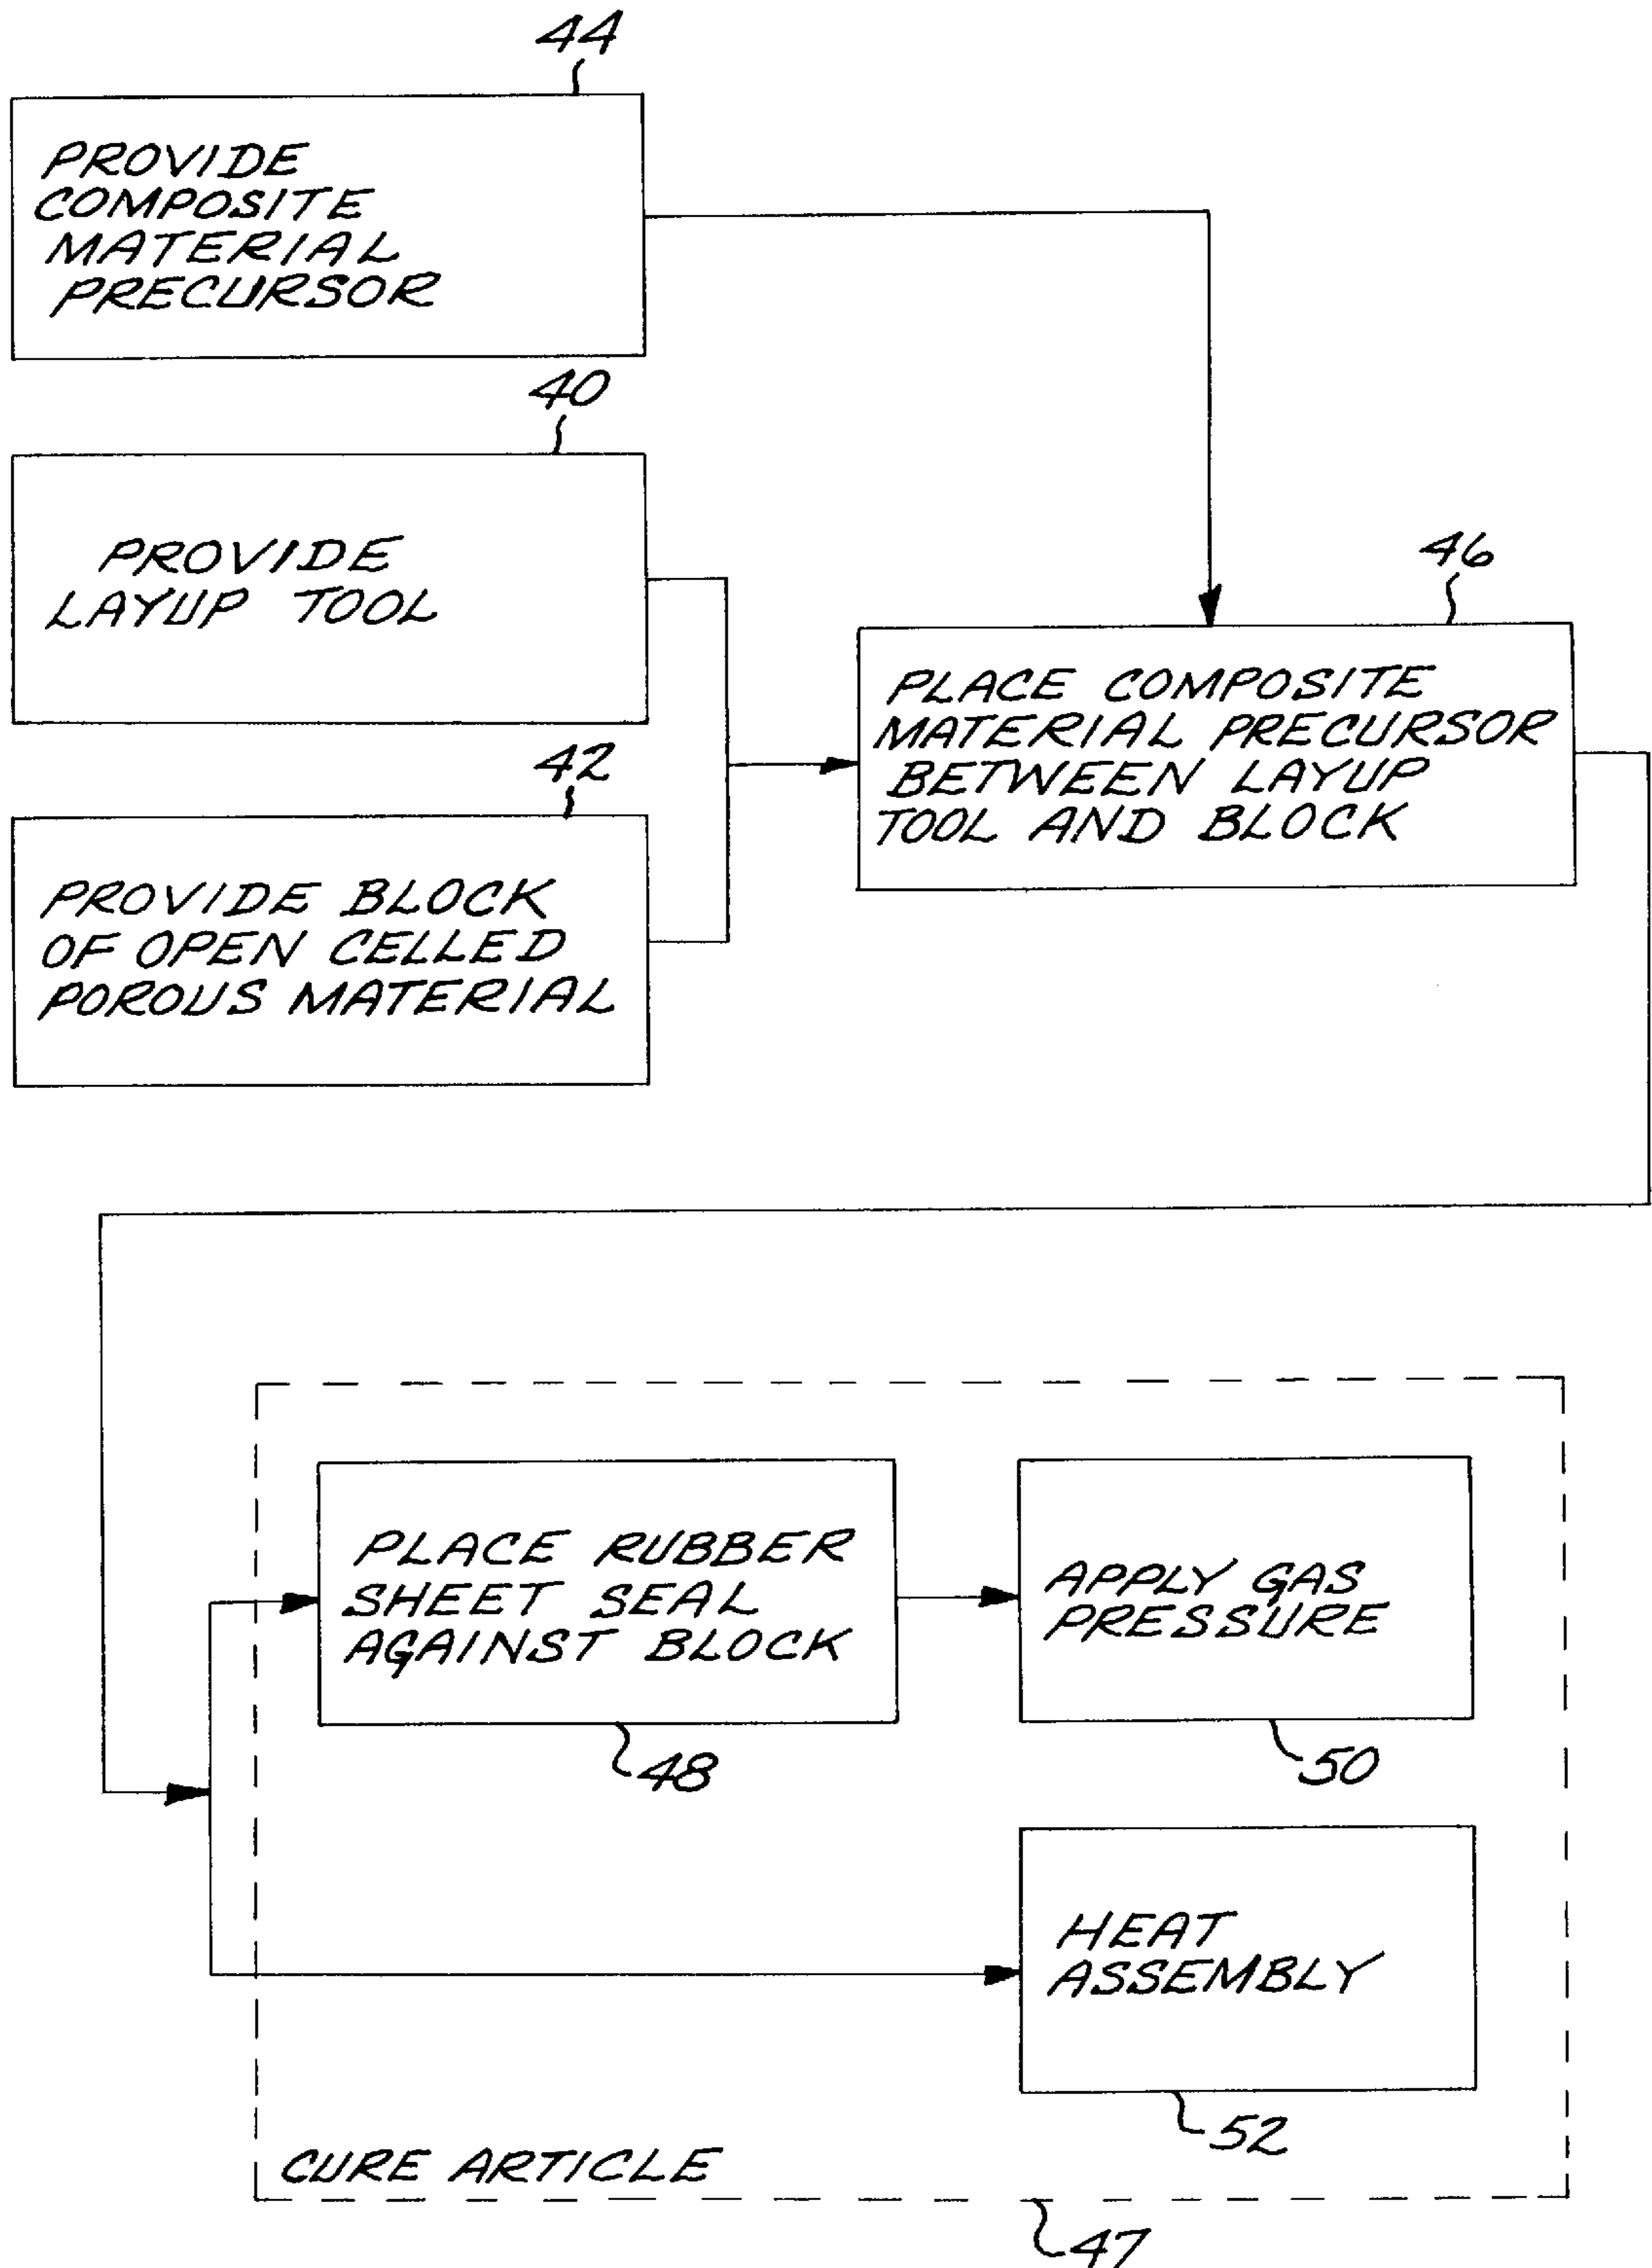 44
PROVIDE
COMPOSITE
MATERIAL
PRECURSOR
40
PROVIDE
LAYUP TOOL
42
PROVIDE BLOCK
OF OPEN CELLED
POROUS MATERIAL
46
PLACE COMPOSITE
MATERIAL PRECURSOR
BETWEEN LAYUP
TOOL AND BLOCK
PLACE RUBBER
SHEET SEAL
AGAINST BLOCK
48
APPLY GAS
PRESSURE
50
HEAT
ASSEMBLY
52
CURE ARTICLE
47